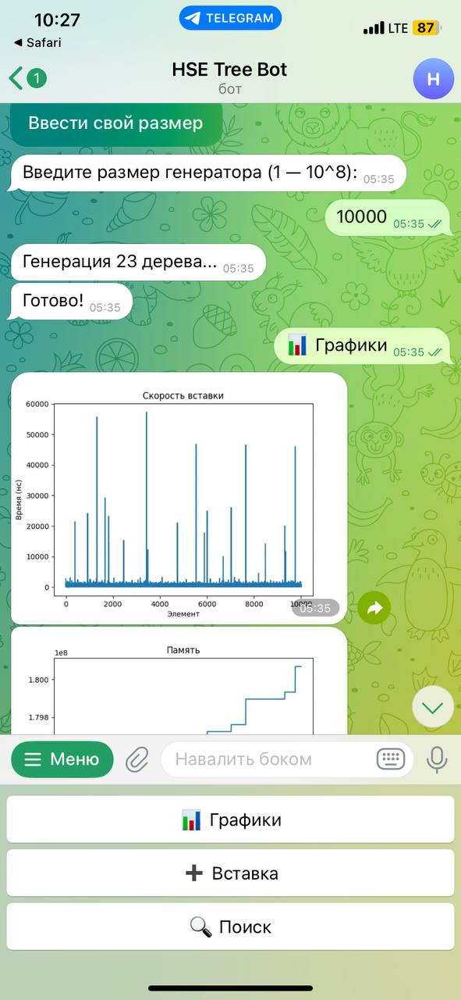 10:27
TELEGRAM
LTE 87
◀ Safari
1
HSE Tree Bot
бот
H
Ввести свой размер
Введите размер генератора (1 — 10^8): 05:35
10000 05:35
Генерация 23 дерева... 05:35
Готово! 05:35
📊 Графики 05:35
Скорость вставки
60000
50000
40000
30000
20000
10000
0
Время (нс)
0 2000 4000 6000 8000 10000
Элемент
05:35
Память
1e8
1.800
1.798
Меню
Навалить боком
📊 Графики
➕ Вставка
🔍 Поиск